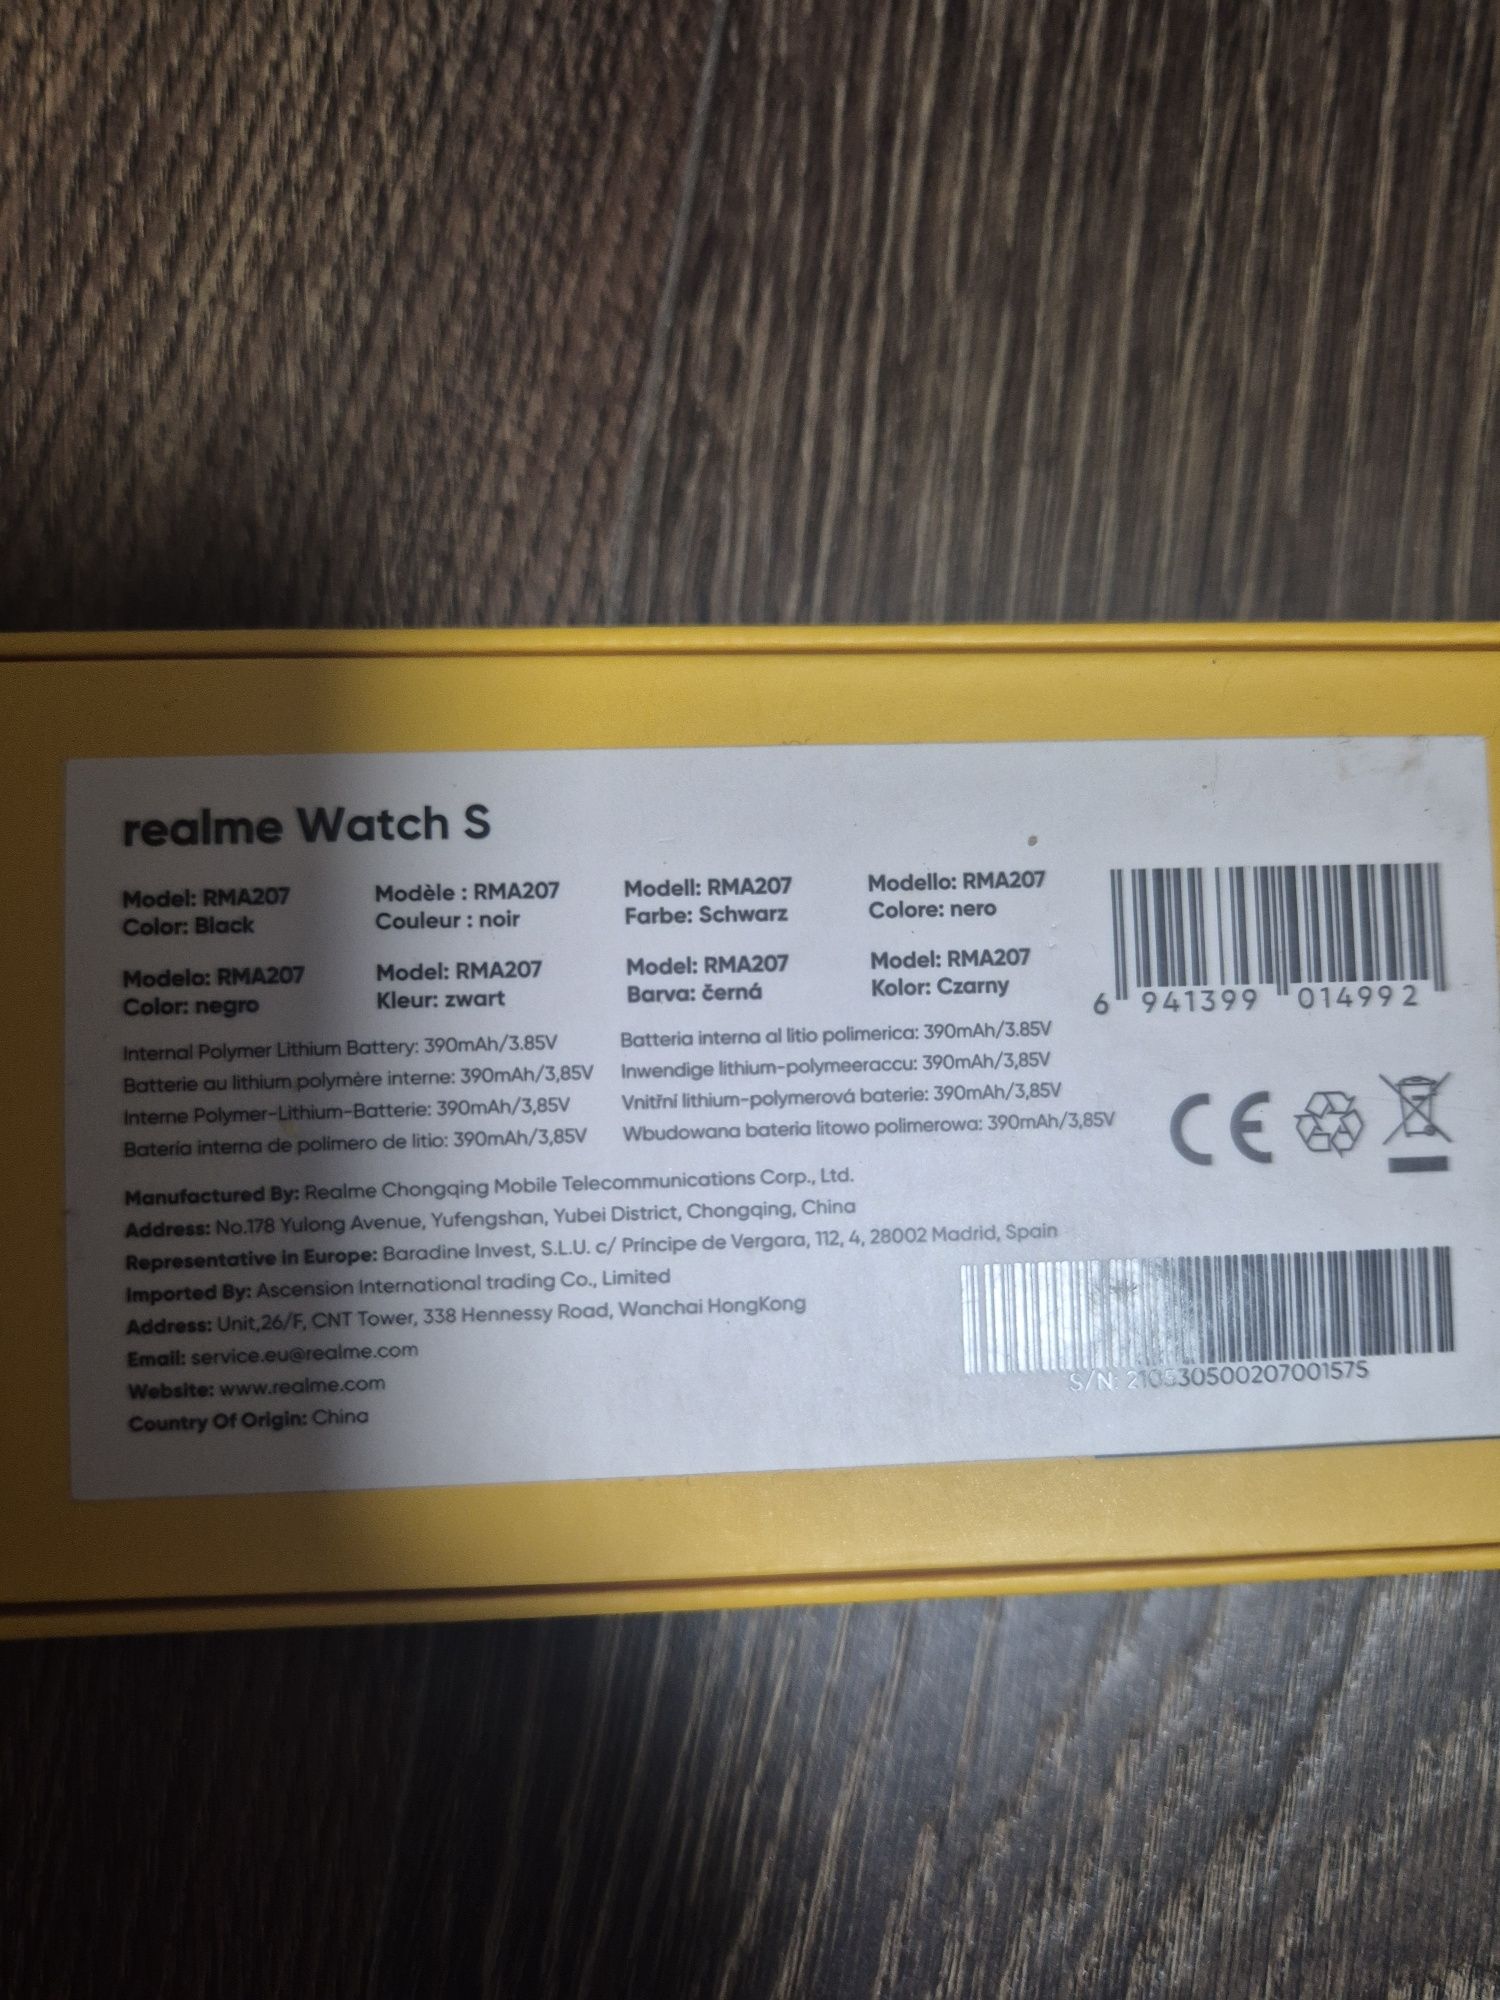 realme Watch S
Model: RMA207
Color: Black
Modèle : RMA207
Couleur : noir
Modell: RMA207
Farbe: Schwarz
Modello: RMA207
Colore: nero
Modelo: RMA207
Color: negro
Model: RMA207
Kleur: zwart
Model: RMA207
Barva: černá
Model: RMA207
Kolor: Czarny
Internal Polymer Lithium Battery: 390mAh/3.85V
Batterie au lithium polymère interne: 390mAh/3,85V
Interne Polymer-Lithium-Batterie: 390mAh/3,85V
Batería interna de polimero de litio: 390mAh/3,85V
Batteria interna al litio polimerica: 390mAh/3.85V
Inwendige lithium-polymeeraccu: 390mAh/3,85V
Vnitřní lithium-polymerová baterie: 390mAh/3,85V
Wbudowana bateria litowo polimerowa: 390mAh/3,85V
Manufactured By: Realme Chongqing Mobile Telecommunications Corp., Ltd.
Address: No.178 Yulong Avenue, Yufengshan, Yubei District, Chongqing, China
Representative in Europe: Baradine Invest, S.L.U. c/ Príncipe de Vergara, 112, 4, 28002 Madrid, Spain
Imported By: Ascension International trading Co., Limited
Address: Unit,26/F, CNT Tower, 338 Hennessy Road, Wanchai HongKong
Email: service.eu@realme.com
Website: www.realme.com
Country Of Origin: China
6 941399 014992
CE
S/N: 210530500207001575